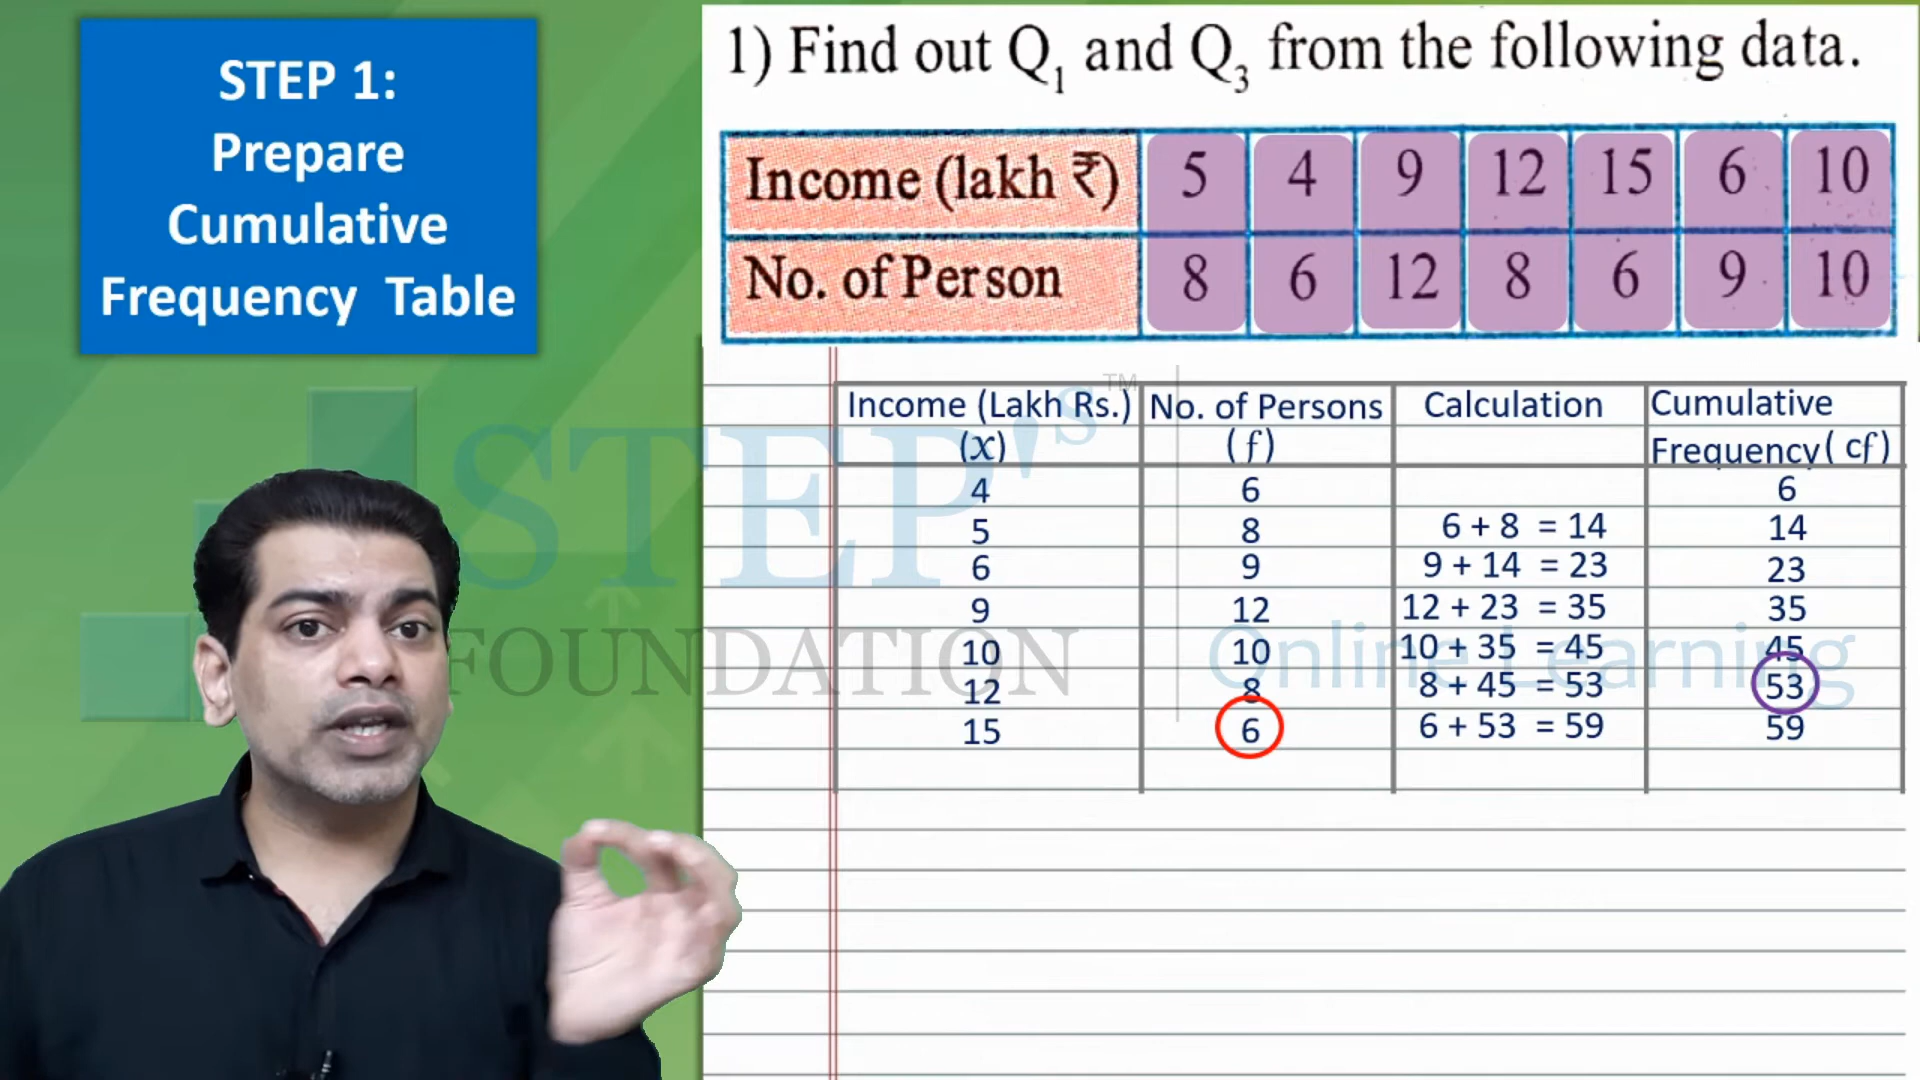 STEP 1:
Prepare
Cumulative
Frequency Table
1) Find out Q1 and Q3 from the following data.
Income (lakh ₹) 5 4 9 12 15 6 10
No. of Person 8 6 12 8 6 9 10
Income (Lakh Rs.) No. of Persons Calculation Cumulative
(x) (f) Frequency (cf)
4 6 6
5 8 6 + 8 = 14 14
6 9 9 + 14 = 23 23
9 12 12 + 23 = 35 35
10 10 10 + 35 = 45 45
12 8 8 + 45 = 53 53
15 6 6 + 53 = 59 59
STEP's™
FOUNDATION Online Learning